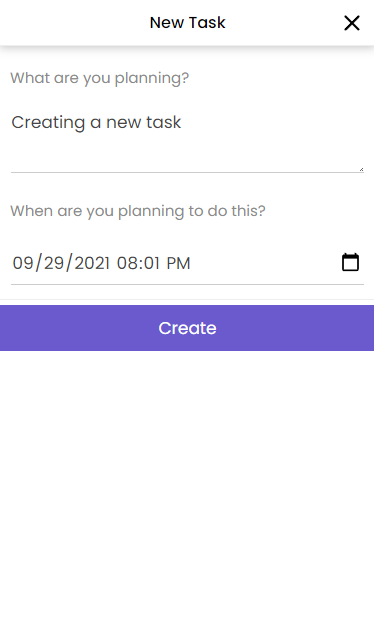 New Task
What are you planning?
Creating a new task
When are you planning to do this?
09/29/2021 08:01 PM
Create